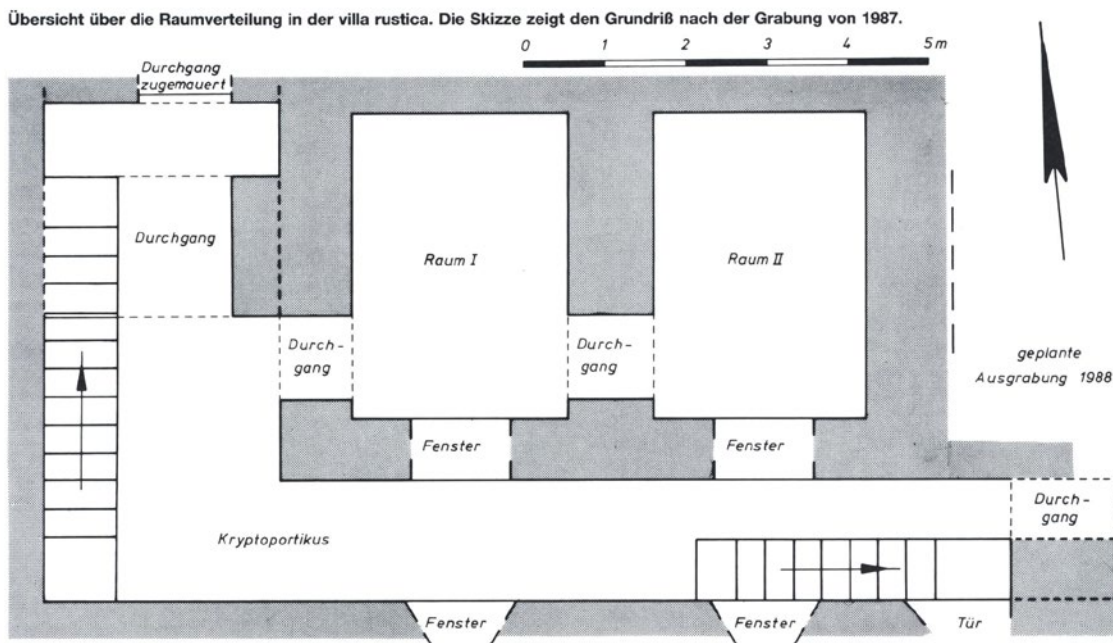 Übersicht über die Raumverteilung in der villa rustica. Die Skizze zeigt den Grundriß nach der Grabung von 1987.
0 1 2 3 4 5 m
Durchgang
zugemauert
Durchgang
Raum I
Raum II
Durch-
gang
Durch-
gang
geplante
Ausgrabung 1988
Fenster
Fenster
Durch-
gang
Kryptoportikus
Fenster
Fenster
Tür